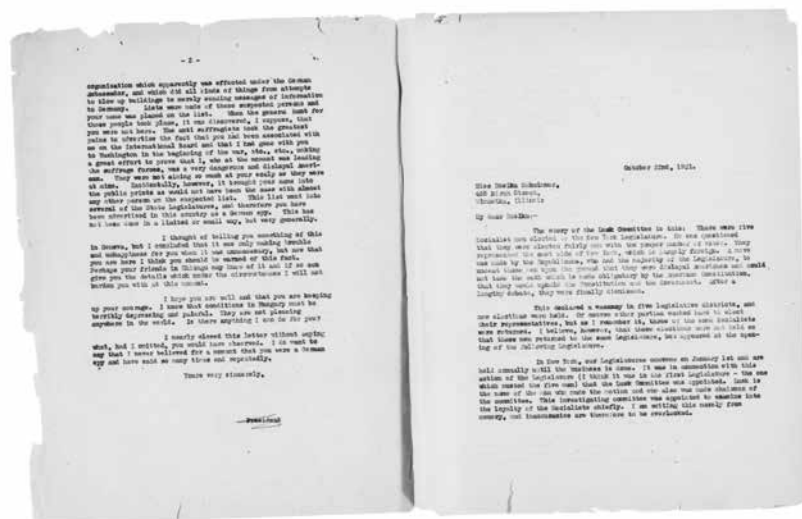 - 2 -
organization which apparently was effected under the German
Ambassador, and which did all kinds of things from attempts
to blow up buildings to merely sending messages of information
to Germany. Lists were made of these suspected persons and
your name was placed on the list. When the general hunt for
these people took place, it was discovered, I suppose, that
you were not here. The anti suffragists took the greatest
pains to advertise the fact that you had been associated with
me on the International Board and that I had gone with you
to Washington in the beginning of the war, etc., etc., making
a great effort to prove that I, who at the moment was leading
the suffrage forces, was a very dangerous and disloyal Ameri-
can. They were not aiming so much at your scalp as they were
at mine. Incidentally, however, it brought your name into
the public prints as would not have been the case with almost
any other person on the suspected list. This list went into
several of the State Legislatures, and therefore you have
been advertised in this country as a German spy. This has
not been done in a limited or small way, but very generally.
I thought of telling you something of this
in Geneva, but I concluded that it was only making trouble
and unhappiness for you when it was unnecessary, but now that
you are here I think you should be warned of this fact.
Perhaps your friends in Chicago may know of it and if so can
give you the details which under the circumstances I will not
burden you with at this moment.
I hope you are well and that you are keeping
up your courage. I know that conditions in Hungary must be
terribly depressing and painful. They are not pleasing
anywhere in the world. Is there anything I can do for you?
I nearly closed this letter without saying
what, had I omitted, you would have observed. I do want to
say that I never believed for a moment that you were a German
spy and have said so many times and repeatedly.
Yours very sincerely,
President
October 22nd, 1921.
Miss Rosika Schwimmer,
Street,
Winnetka, Illinois
My dear Rosika:-
The story of the Lusk Committee is this: There were five
Socialist men elected to the New York Legislature. No one questioned
that they were elected fairly and with the proper number of votes. They
represented the east side of New York, which is largely foreign. A move
was made by the Republicans, who had the majority of the Legislature, to
unseat these men upon the ground that they were disloyal Americans and could
not take the oath which is made obligatory by the American Constitution,
that they would uphold the Constitution and the Government. After a
lengthy debate, they were finally dismissed.
This declared a vacancy in five legislative districts, and
new elections were held. Of course other parties wanted to elect
their representatives, but as I remember it, three of the same Socialists
were returned. I believe, however, that these elections were not held so
that these men returned to the same Legislature, but appeared at the open-
ing of the following Legislature.
In New York, our Legislatures convene on January 1st and are
held annually until the business is done. It was in connection with this
action of the Legislature (I think it was in the first Legislature - the one
which ousted the five men) that the Lusk Committee was appointed. Lusk is
the name of the man who made the motion and who also was made chairman of
the committee. This investigating committee was appointed to examine into
the loyalty of the Socialists chiefly. I am writing this merely from
memory, and inaccuracies are therefore to be overlooked.